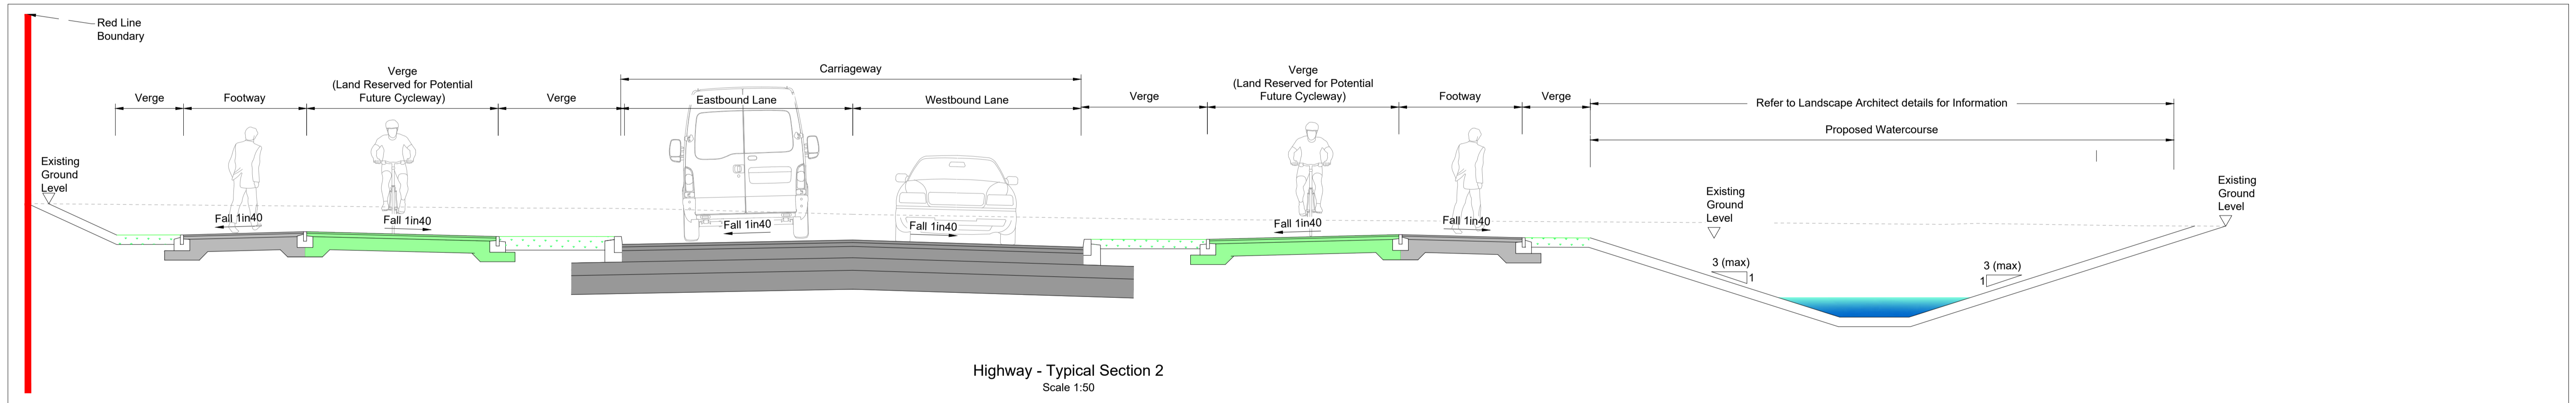 Red Line
Boundary
Verge
Footway
Verge
(Land Reserved for Potential
Future Cycleway)
Verge
Carriageway
Eastbound Lane
Westbound Lane
Verge
Verge
(Land Reserved for Potential
Future Cycleway)
Footway
Verge
Refer to Landscape Architect details for Information
Proposed Watercourse
Existing
Ground
Level
Fall 1in40
Fall 1in40
Fall 1in40
Fall 1in40
Fall 1in40
Fall 1in40
Existing
Ground
Level
Existing
Ground
Level
3 (max)
1
3 (max)
1
Highway - Typical Section 2
Scale 1:50